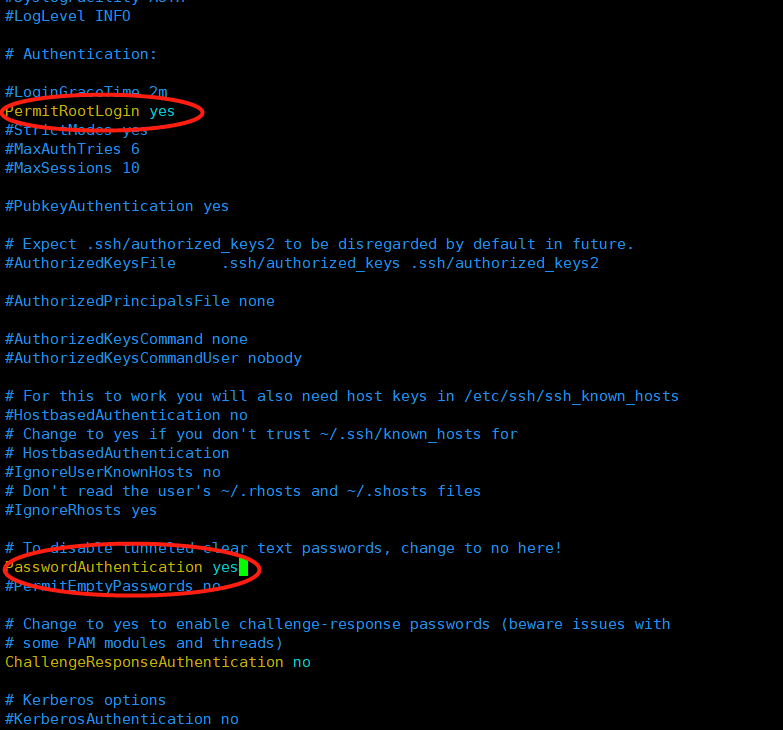 #LogLevel INFO
# Authentication:
#LoginGraceTime 2m
PermitRootLogin yes
#StrictModes yes
#MaxAuthTries 6
#MaxSessions 10
#PubkeyAuthentication yes
# Expect .ssh/authorized_keys2 to be disregarded by default in future.
#AuthorizedKeysFile     .ssh/authorized_keys .ssh/authorized_keys2
#AuthorizedPrincipalsFile none
#AuthorizedKeysCommand none
#AuthorizedKeysCommandUser nobody
# For this to work you will also need host keys in /etc/ssh/ssh_known_hosts
#HostbasedAuthentication no
# Change to yes if you don't trust ~/.ssh/known_hosts for
# HostbasedAuthentication
#IgnoreUserKnownHosts no
# Don't read the user's ~/.rhosts and ~/.shosts files
#IgnoreRhosts yes
# To disable tunneled clear text passwords, change to no here!
PasswordAuthentication yes
#PermitEmptyPasswords no
# Change to yes to enable challenge-response passwords (beware issues with
# some PAM modules and threads)
ChallengeResponseAuthentication no
# Kerberos options
#KerberosAuthentication no